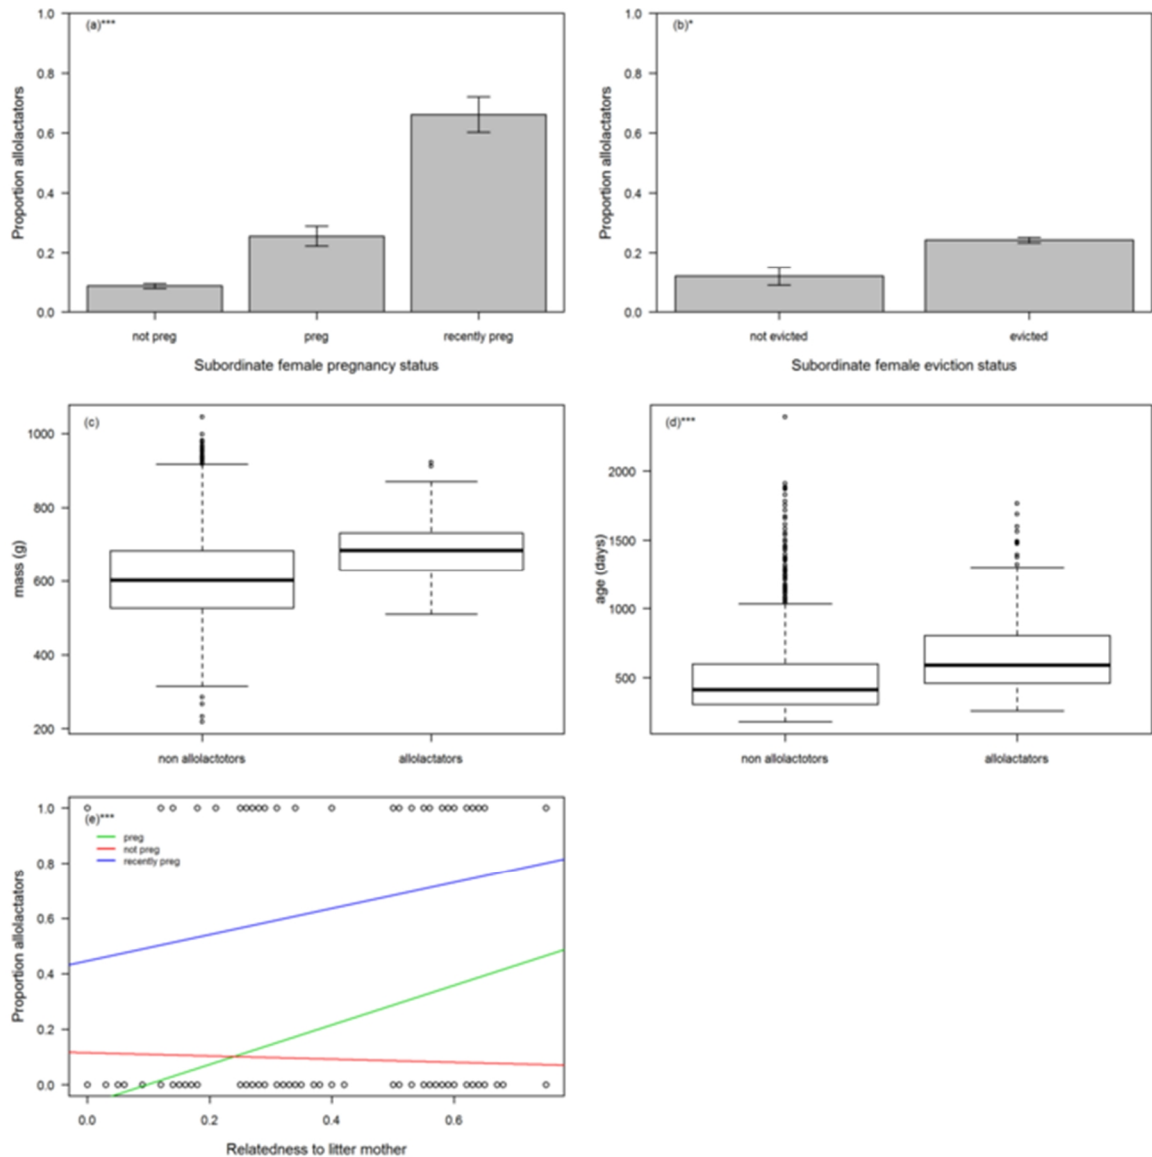 (a)***
1.0
0.8
0.6
0.4
0.2
0.0
Proportion allolactators
not preg
preg
recently preg
Subordinate female pregnancy status
(b)*
1.0
0.8
0.6
0.4
0.2
0.0
Proportion allolactators
not evicted
evicted
Subordinate female eviction status
(c)
1000
800
600
400
200
mass (g)
non allolactotors
allolactators
(d)***
2000
1500
1000
500
age (days)
non allolactotors
allolactators
(e)***
preg
not preg
recently preg
1.0
0.8
0.6
0.4
0.2
0.0
Proportion allolactators
0.0
0.2
0.4
0.6
Relatedness to litter mother